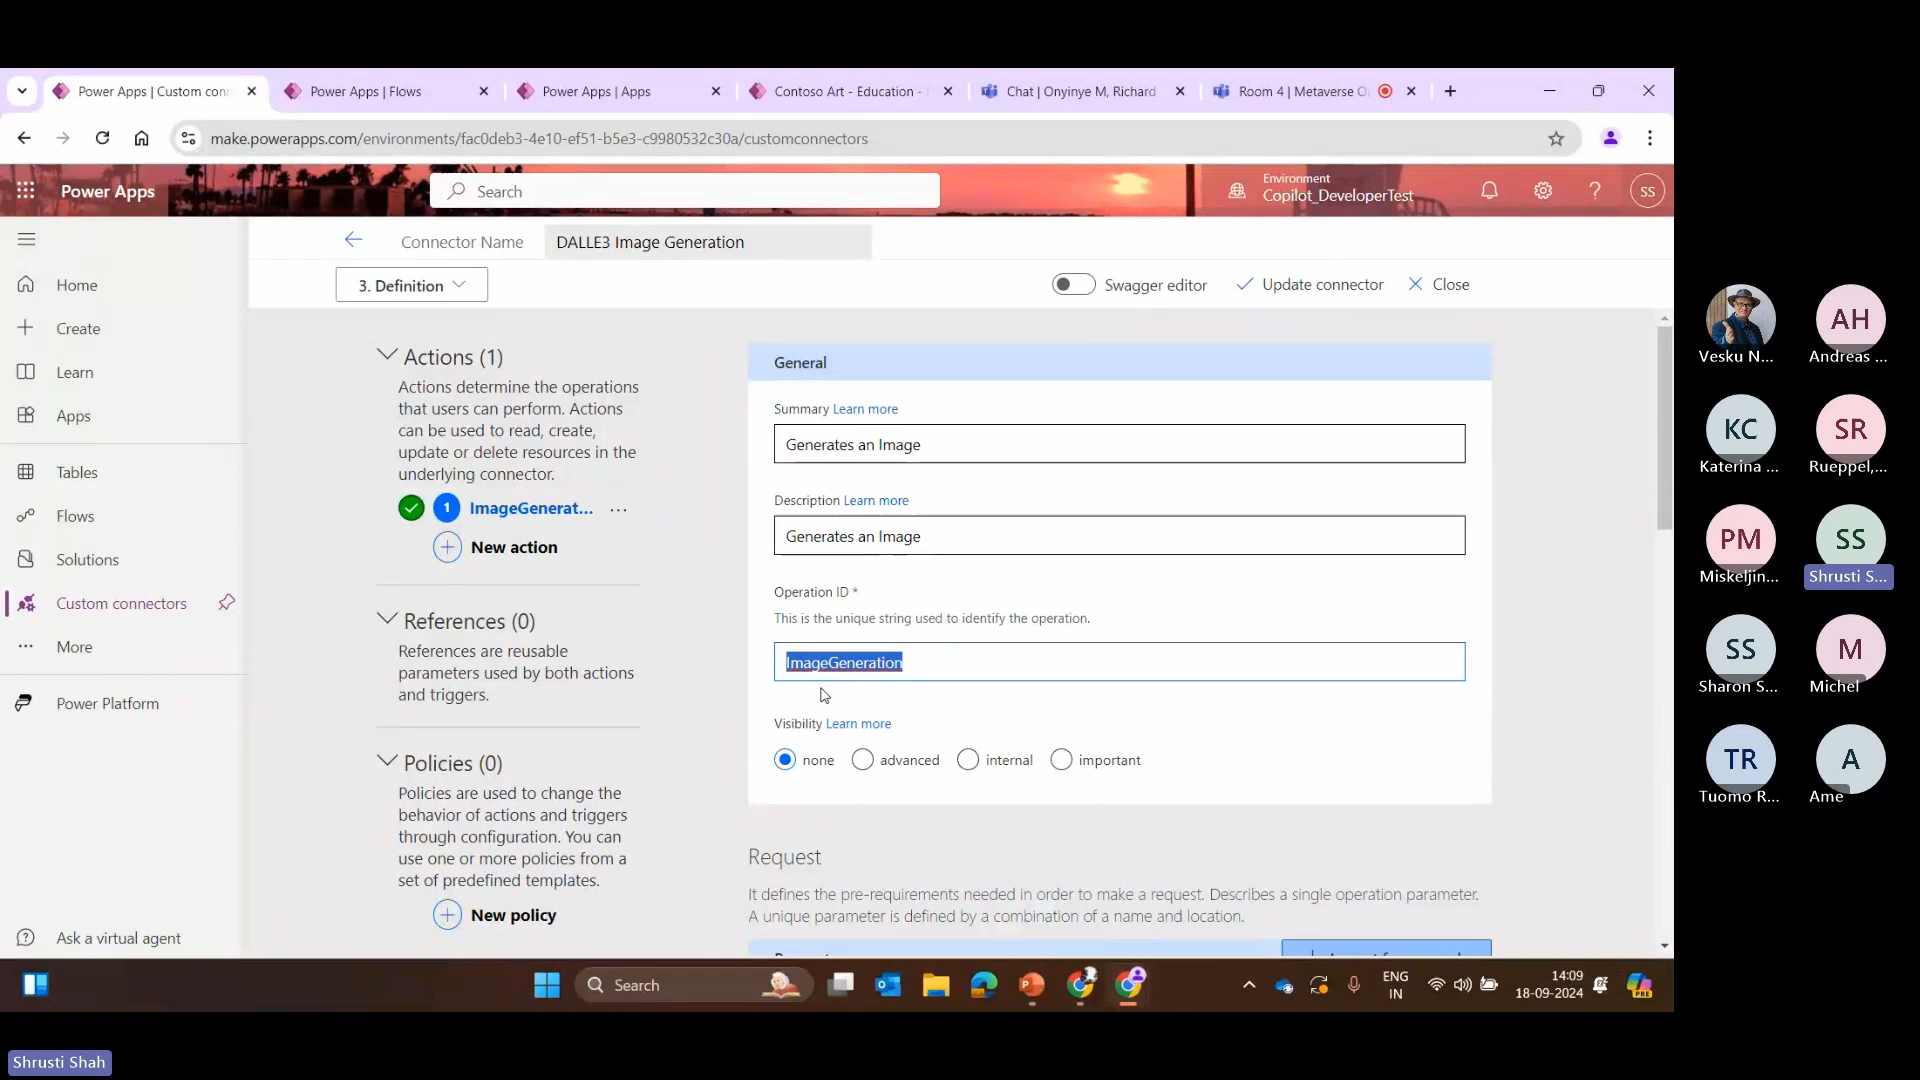 Power Apps | Custom conn
Power Apps | Flows
Power Apps | Apps
Contoso Art - Education -
Chat | Onyinye M, Richard
Room 4 | Metaverse O
make.powerapps.com/environments/fac0deb3-4e10-ef51-b5e3-c9980532c30a/customconnectors
Power Apps
Search
Environment
Copilot_DeveloperTest
SS
Connector Name
DALLE3 Image Generation
3. Definition
Swagger editor
Update connector
Close
Home
Create
Learn
Apps
Tables
Flows
Solutions
Custom connectors
More
Power Platform
Ask a virtual agent
Actions (1)
Actions determine the operations
that users can perform. Actions
can be used to read, create,
update or delete resources in the
underlying connector.
1
ImageGenerat...
New action
References (0)
References are reusable
parameters used by both actions
and triggers.
Policies (0)
Policies are used to change the
behavior of actions and triggers
through configuration. You can
use one or more policies from a
set of predefined templates.
New policy
General
Summary Learn more
Generates an Image
Description Learn more
Generates an Image
Operation ID *
This is the unique string used to identify the operation.
ImageGeneration
Visibility Learn more
none
advanced
internal
important
Request
It defines the pre-requirements needed in order to make a request. Describes a single operation parameter.
A unique parameter is defined by a combination of a name and location.
Search
ENG
IN
14:09
18-09-2024
Vesku N...
AH
Andreas ...
KC
Katerina ...
SR
Rueppel,...
PM
Miskeljin...
SS
Shrusti S...
SS
Sharon S...
M
Michel
TR
Tuomo R...
A
Ame
Shrusti Shah